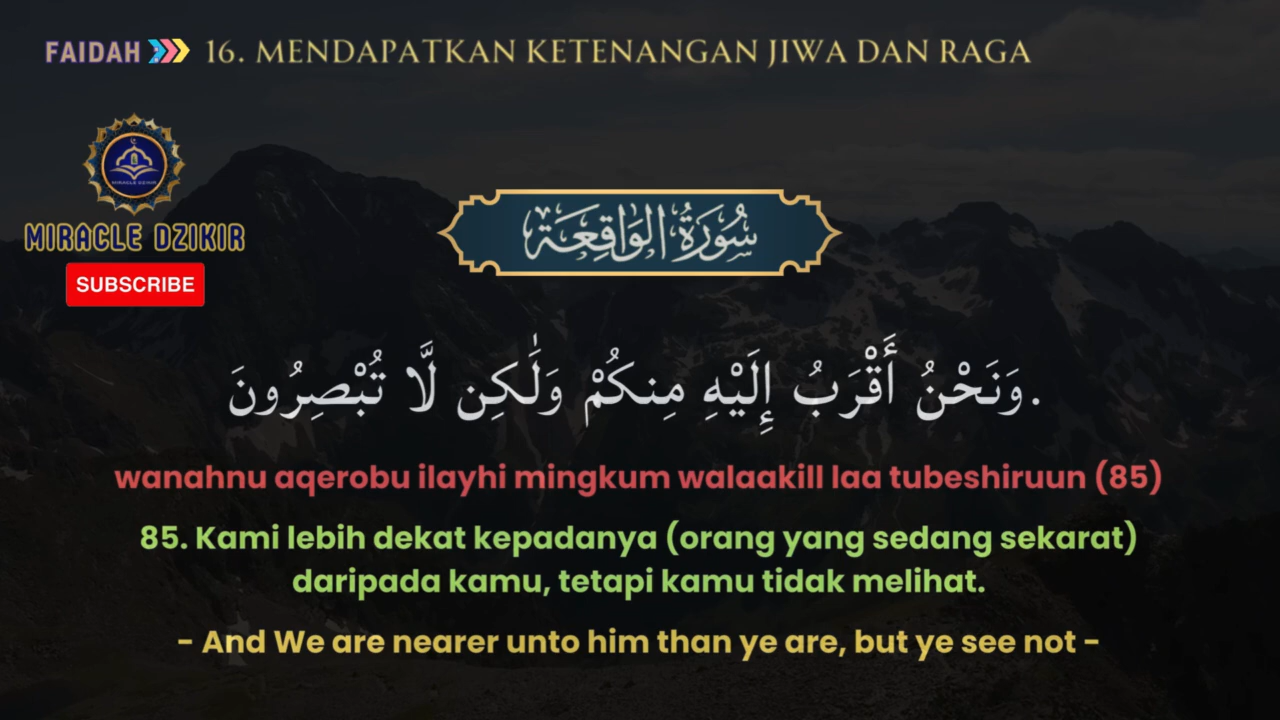 FAIDAH 16. MENDAPATKAN KETENANGAN JIWA DAN RAGA
MIRACLE DZIKIR
MIRACLE DZIKIR
SUBSCRIBE
سُورَةُ الوَاقِعَة
وَنَحْنُ أَقْرَبُ إِلَيْهِ مِنكُمْ وَلَٰكِن لَّا تُبْصِرُونَ.
wanahnu aqerobu ilayhi mingkum walaakill laa tubeshiruun (85)
85. Kami lebih dekat kepadanya (orang yang sedang sekarat)
daripada kamu, tetapi kamu tidak melihat.
- And We are nearer unto him than ye are, but ye see not -